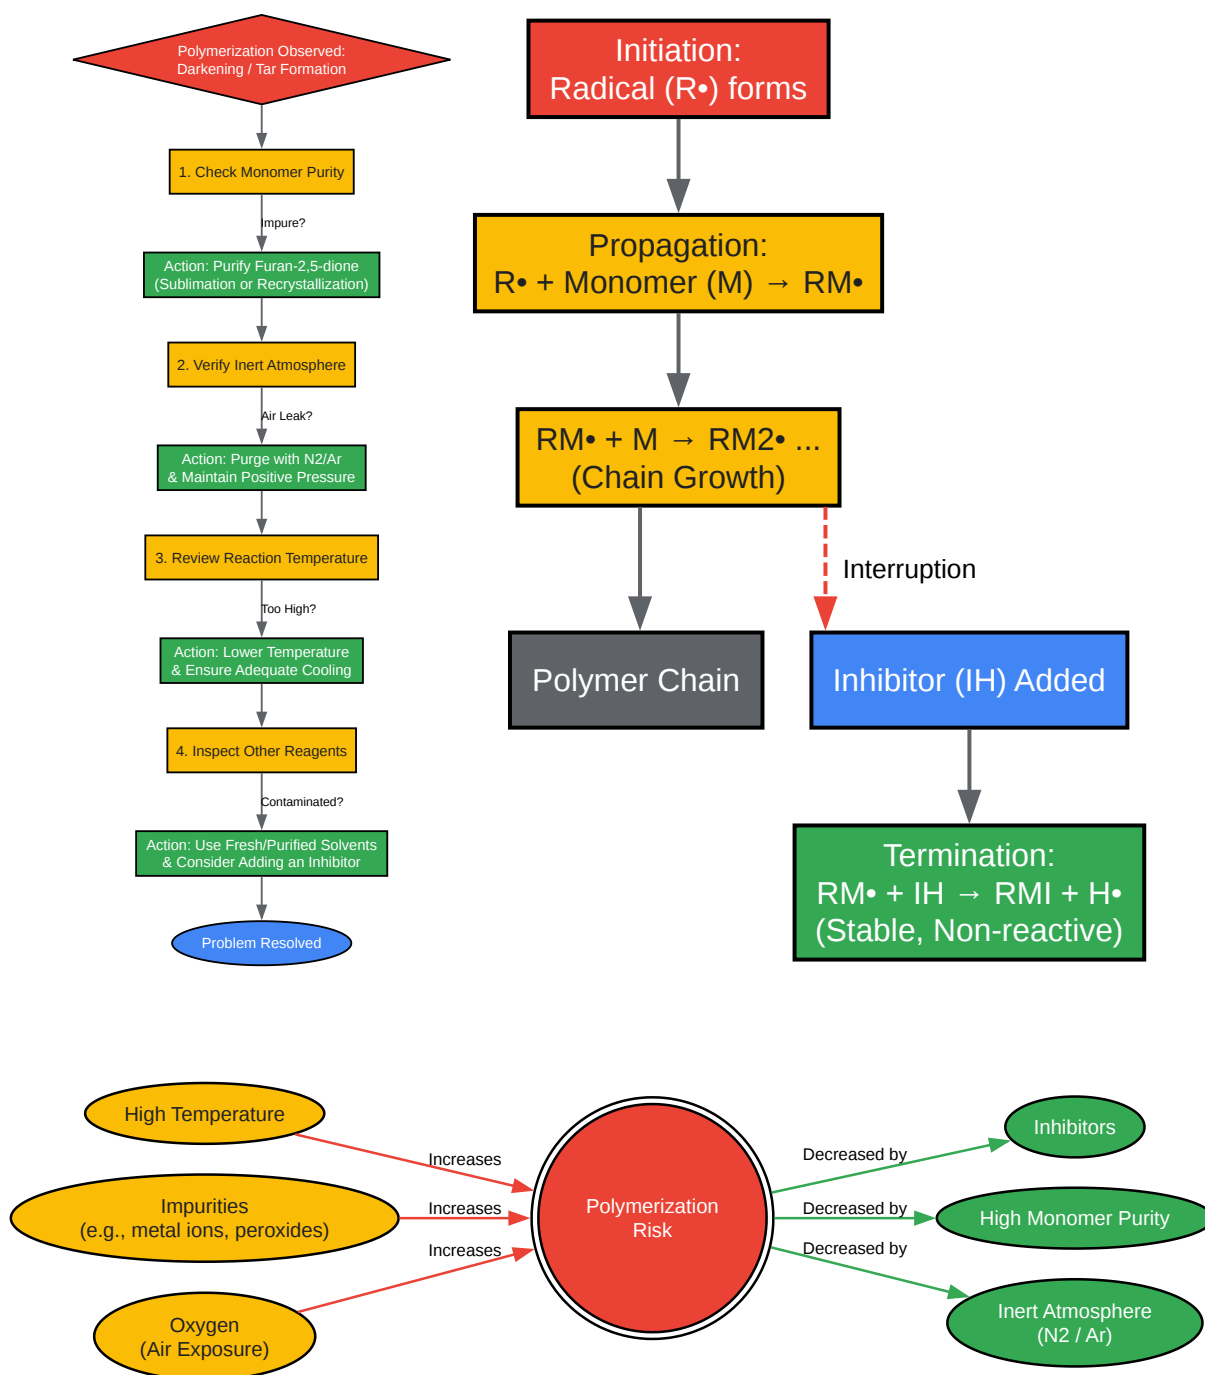 Polymerization Observed:
Darkening / Tar Formation
1. Check Monomer Purity
Impure?
Action: Purify Furan-2,5-dione
(Sublimation or Recrystallization)
2. Verify Inert Atmosphere
Air Leak?
Action: Purge with N2/Ar
& Maintain Positive Pressure
3. Review Reaction Temperature
Too High?
Action: Lower Temperature
& Ensure Adequate Cooling
4. Inspect Other Reagents
Contaminated?
Action: Use Fresh/Purified Solvents
& Consider Adding an Inhibitor
Problem Resolved
Initiation:
Radical (R•) forms
Propagation:
R• + Monomer (M) → RM•
RM• + M → RM2• ...
(Chain Growth)
Interruption
Polymer Chain
Inhibitor (IH) Added
Termination:
RM• + IH → RMI + H•
(Stable, Non-reactive)
High Temperature
Impurities
(e.g., metal ions, peroxides)
Oxygen
(Air Exposure)
Increases
Increases
Increases
Polymerization
Risk
Decreased by
Decreased by
Decreased by
Inhibitors
High Monomer Purity
Inert Atmosphere
(N2 / Ar)